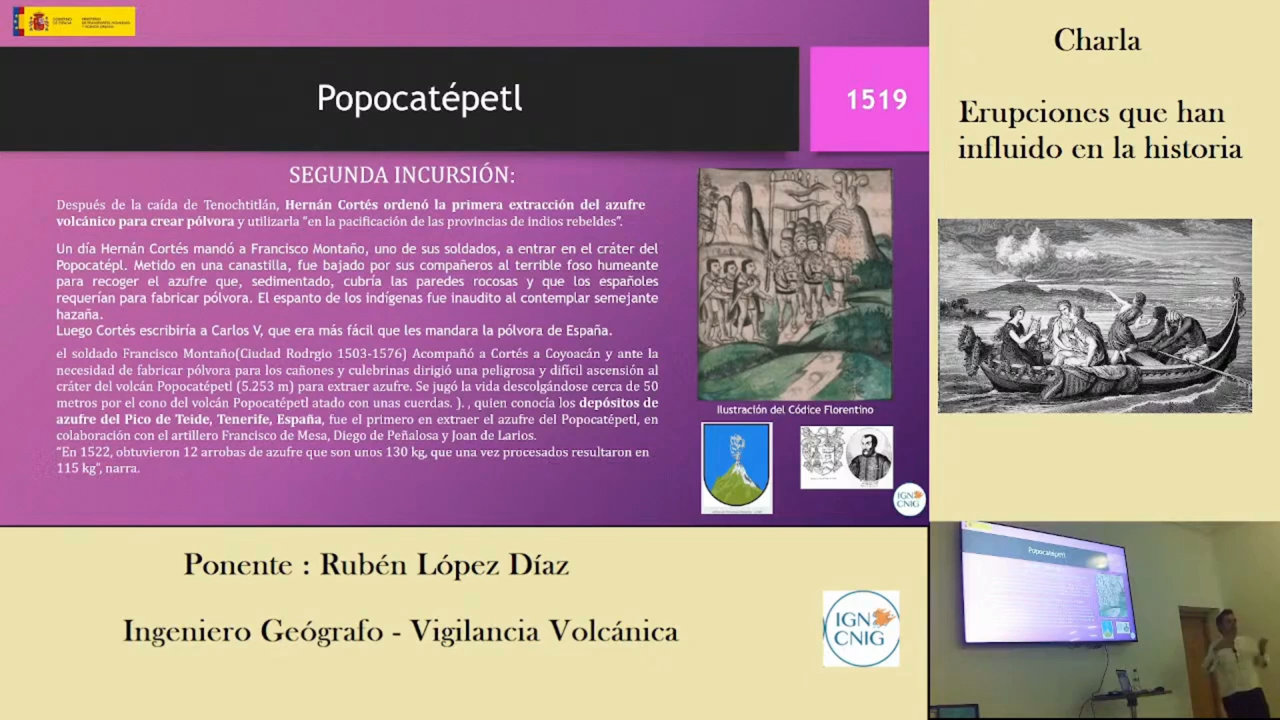 GOBIERNO
DE ESPAÑA
Popocatépetl
1519
SEGUNDA INCURSIÓN:
Después de la caída de Tenochtitlán, Hernán Cortés ordenó la primera extracción del azufre
volcánico para crear pólvora y utilizarla "en la pacificación de las provincias de indios rebeldes".
Un día Hernán Cortés mandó a Francisco Montaño, uno de sus soldados, a entrar en el cráter del
Popocatépl. Metido en una canastilla, fue bajado por sus compañeros al terrible foso humeante
para recoger el azufre que, sedimentado, cubría las paredes rocosas y que los españoles
requerían para fabricar pólvora. El espanto de los indígenas fue inaudito al contemplar semejante
hazaña.
Luego Cortés escribiría a Carlos V, que era más fácil que les mandara la pólvora de España.
el soldado Francisco Montaño(Ciudad Rodrgio 1503-1576) Acompañó a Cortés a Coyoacán y ante la
necesidad de fabricar pólvora para los cañones y culebrinas dirigió una peligrosa y difícil ascensión al
cráter del volcán Popocatépetl (5.253 m) para extraer azufre. Se jugó la vida descolgándose cerca de 50
metros por el cono del volcán Popocatépetl atado con unas cuerdas. ). , quien conocía los depósitos de
azufre del Pico de Teide, Tenerife, España, fue el primero en extraer el azufre del Popocatépetl, en
colaboración con el artillero Francisco de Mesa, Diego de Peñalosa y Joan de Larios.
"En 1522, obtuvieron 12 arrobas de azufre que son unos 130 kg, que una vez procesados resultaron en
115 kg", narra.
Ilustración del Códice Florentino
IGN
CNIG
Charla
Erupciones que han
influido en la historia
Ponente : Rubén López Díaz
Ingeniero Geógrafo - Vigilancia Volcánica
IGN
CNIG
Popocatépetl